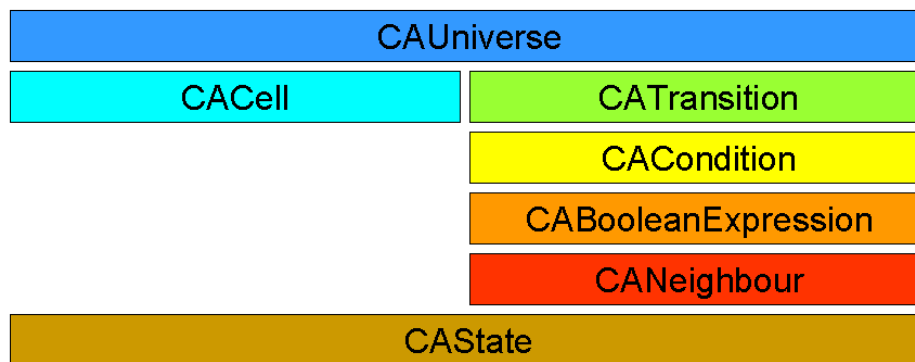 CAUniverse
CACell
CATransition
CACondition
CABooleanExpression
CANeighbour
CAState